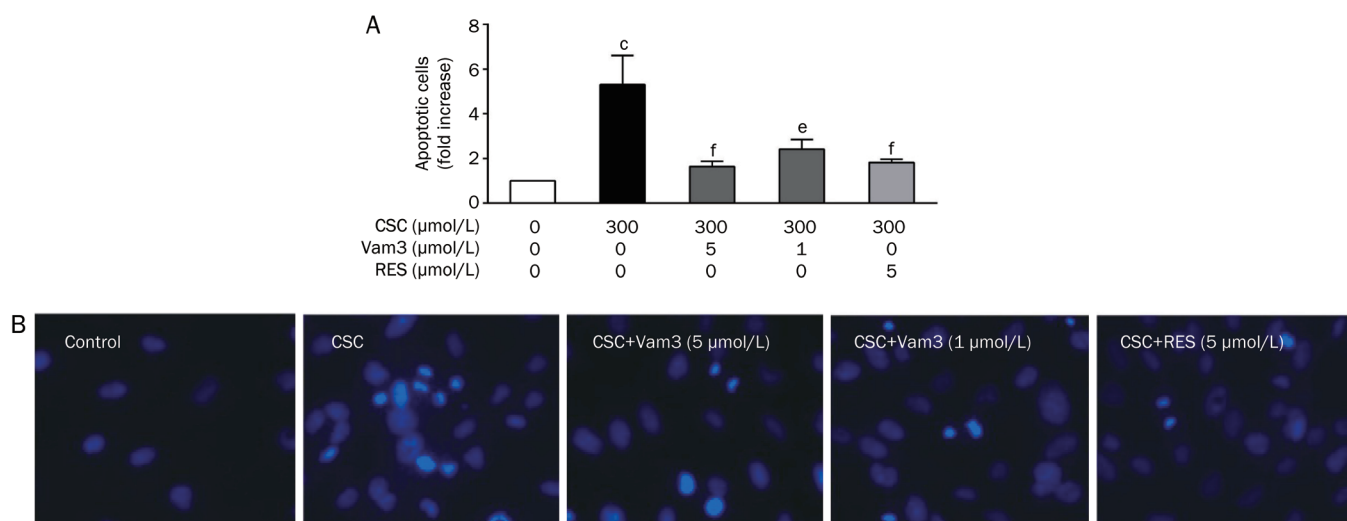 A
8
6
4
2
0
Apoptotic cells
(fold increase)
c
f
e
f
CSC (µmol/L) 0 300 300 300 300
Vam3 (µmol/L) 0 0 5 1 0
RES (µmol/L) 0 0 0 0 5
B
Control
CSC
CSC+Vam3 (5 µmol/L)
CSC+Vam3 (1 µmol/L)
CSC+RES (5 µmol/L)